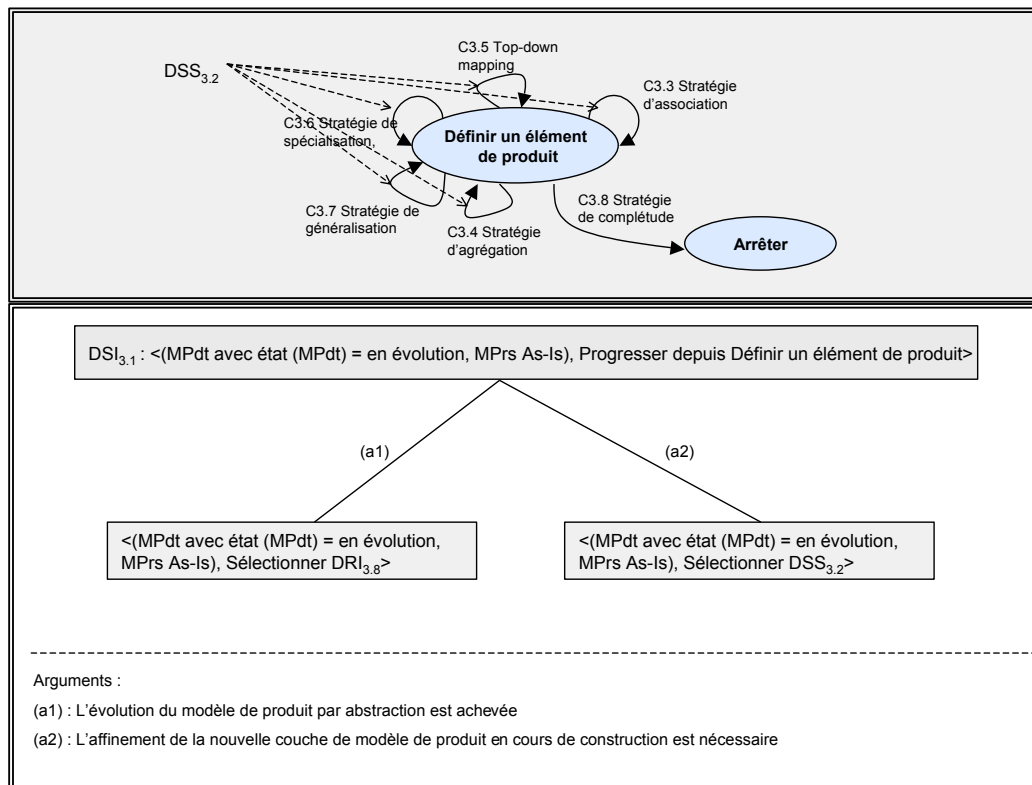 C3.5 Top-down
mapping
DSS3.2
C3.3 Stratégie
d'association
C3.6 Stratégie de
spécialisation,
Définir un élément
de produit
C3.7 Stratégie de
généralisation
C3.4 Stratégie
d'agrégation
C3.8 Stratégie
de complétude
Arrêter
DSI3.1 : <(MPdt avec état (MPdt) = en évolution, MPrs As-Is), Progresser depuis Définir un élément de produit>
(a1)
(a2)
<(MPdt avec état (MPdt) = en évolution,
MPrs As-Is), Sélectionner DRI3.8>
<(MPdt avec état (MPdt) = en évolution,
MPrs As-Is), Sélectionner DSS3.2>
Arguments :
(a1) : L'évolution du modèle de produit par abstraction est achevée
(a2) : L'affinement de la nouvelle couche de modèle de produit en cours de construction est nécessaire